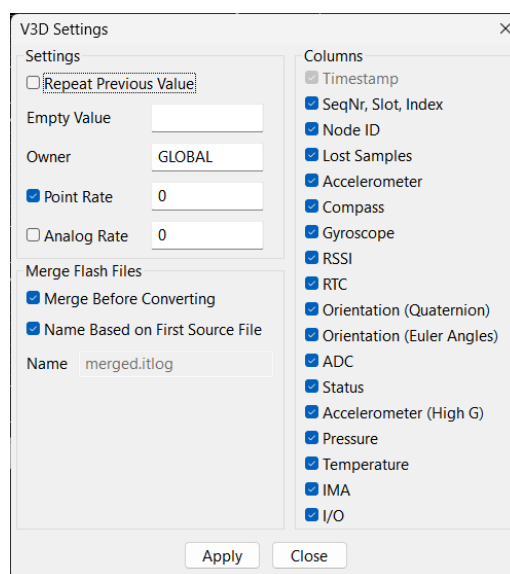 V3D Settings
Settings
Repeat Previous Value
Empty Value
Owner GLOBAL
Point Rate 0
Analog Rate 0
Merge Flash Files
Merge Before Converting
Name Based on First Source File
Name merged.itlog
Columns
Timestamp
SeqNr, Slot, Index
Node ID
Lost Samples
Accelerometer
Compass
Gyroscope
RSSI
RTC
Orientation (Quaternion)
Orientation (Euler Angles)
ADC
Status
Accelerometer (High G)
Pressure
Temperature
IMA
I/O
Apply Close